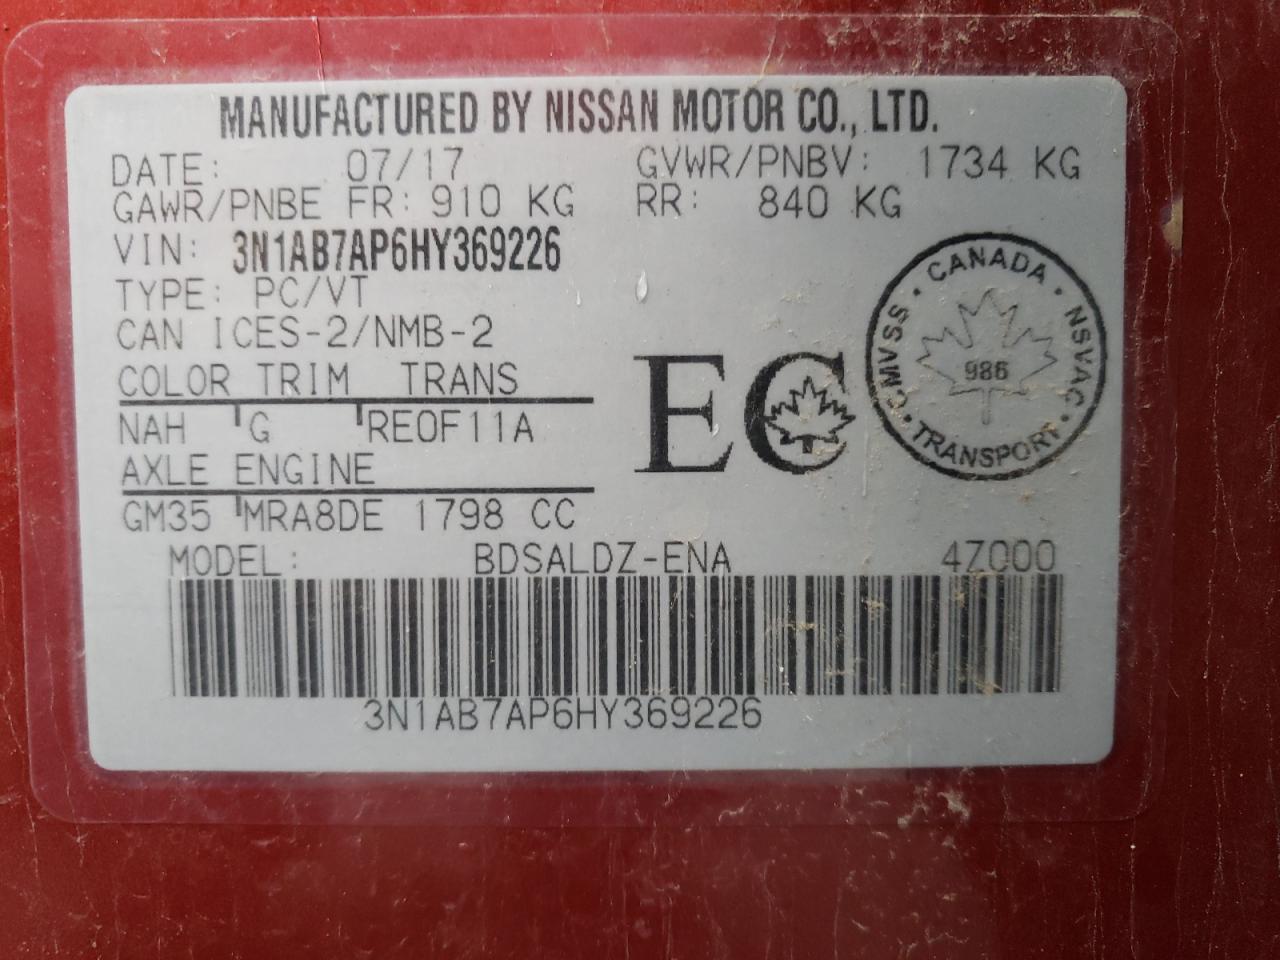 MANUFACTURED BY NISSAN MOTOR CO., LTD.
DATE: 07/17 GVWR/PNBV: 1734 KG
GAWR/PNBE FR: 910 KG RR: 840 KG
VIN: 3N1AB7AP6HY369226
TYPE: PC/VT
CAN ICES-2/NMB-2
COLOR TRIM TRANS
NAH G RE0F11A
AXLE ENGINE
GM35 MRA8DE 1798 CC
EC
CANADA
CMVSS · NSVAC
986
TRANSPORT
MODEL: BDSALDZ-ENA 4Z000
3N1AB7AP6HY369226